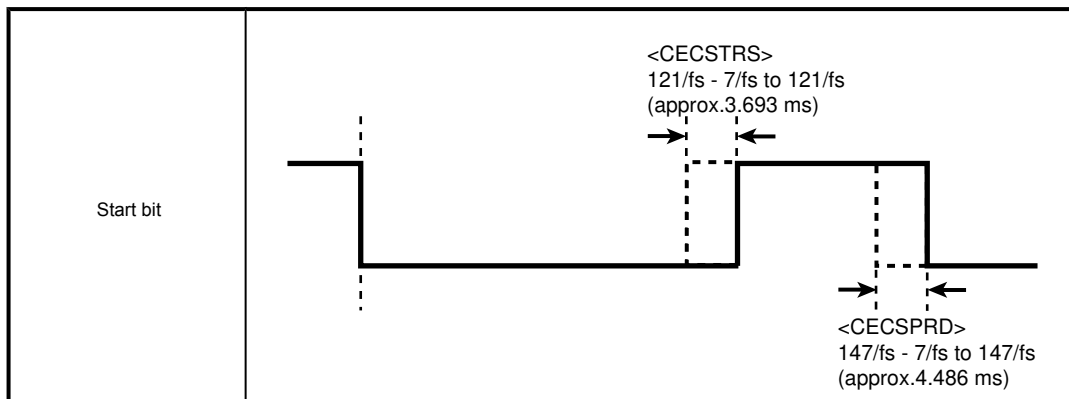 <CECSTRS>
121/fs - 7/fs to 121/fs
(approx.3.693 ms)
Start bit
<CECSPRD>
147/fs - 7/fs to 147/fs
(approx.4.486 ms)